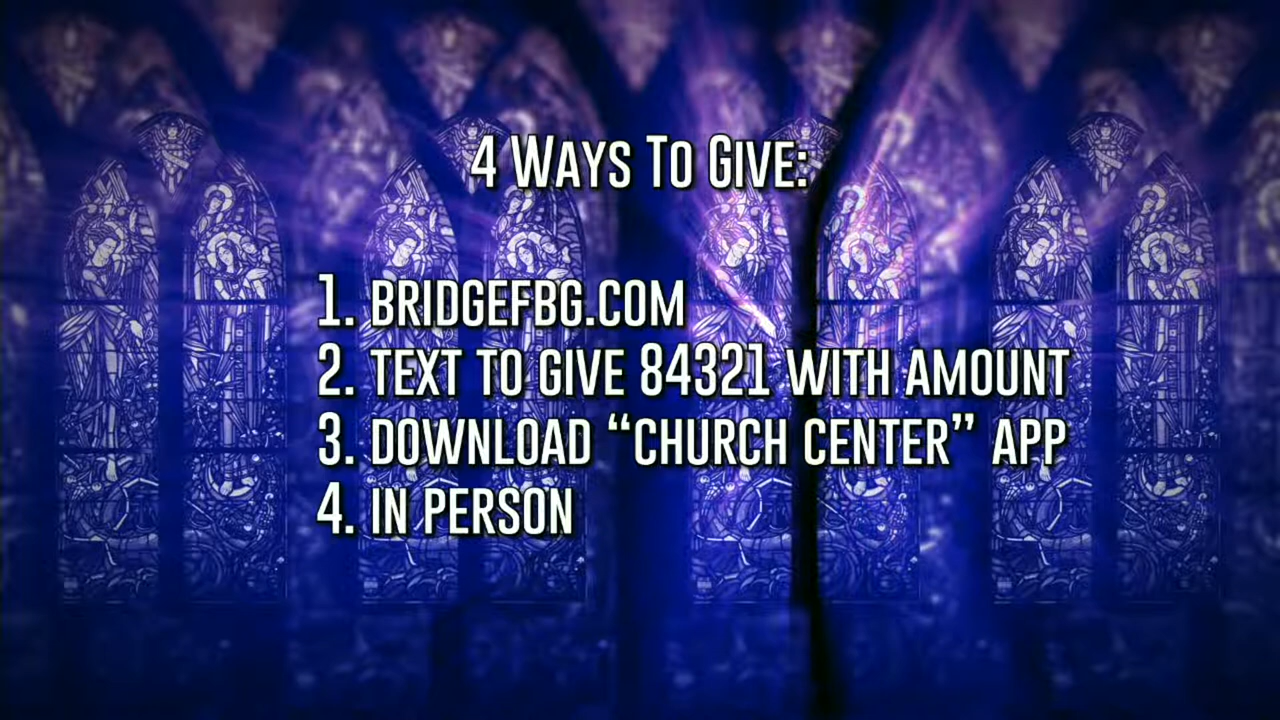 4 Ways To Give:
1. BRIDGEFBG.COM
2. TEXT TO GIVE 84321 WITH AMOUNT
3. DOWNLOAD “CHURCH CENTER” APP
4. IN PERSON